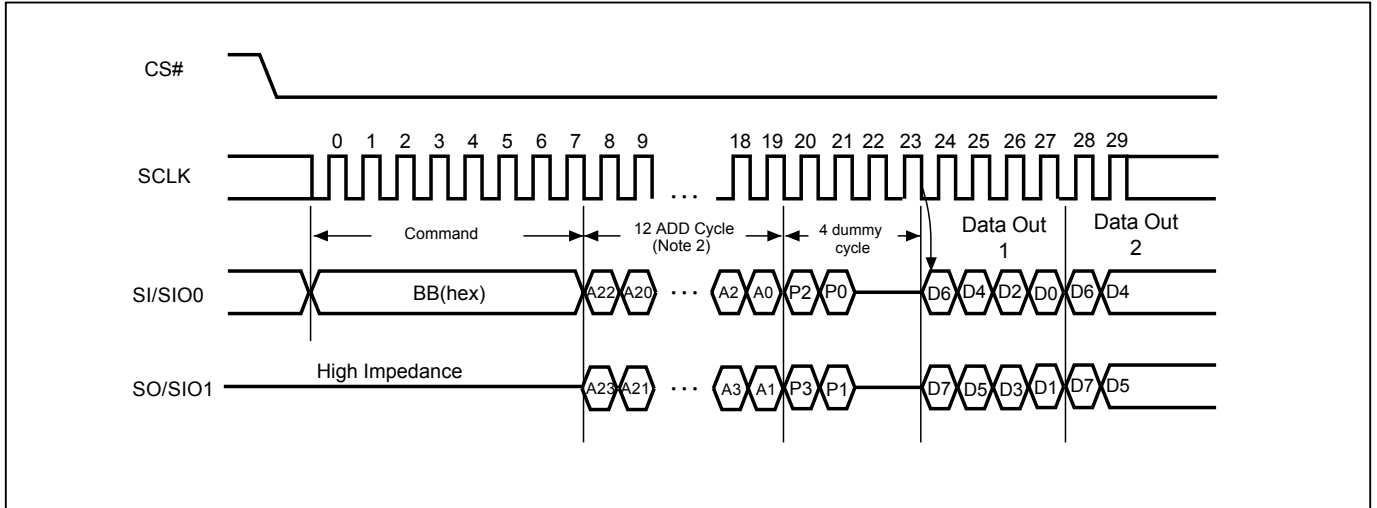 CS#
0 1 2 3 4 5 6 7 8 9 18 19 20 21 22 23 24 25 26 27 28 29
SCLK
...
Command
12 ADD Cycle
(Note 2)
4 dummy
cycle
Data Out
1
Data Out
2
SI/SIO0
BB(hex)
A22 A20 ... A2 A0 P2 P0 D6 D4 D2 D0 D6 D4
High Impedance
SO/SIO1
A23 A21 ... A3 A1 P3 P1 D7 D5 D3 D1 D7 D5